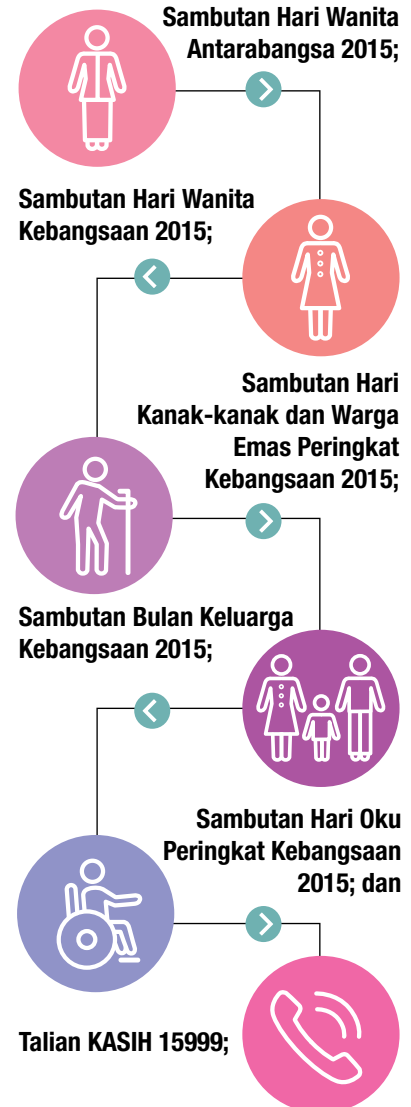 Sambutan Hari Wanita
Antarabangsa 2015;
Sambutan Hari Wanita
Kebangsaan 2015;
Sambutan Hari
Kanak-kanak dan Warga
Emas Peringkat
Kebangsaan 2015;
Sambutan Bulan Keluarga
Kebangsaan 2015;
Sambutan Hari Oku
Peringkat Kebangsaan
2015; dan
Talian KASIH 15999;